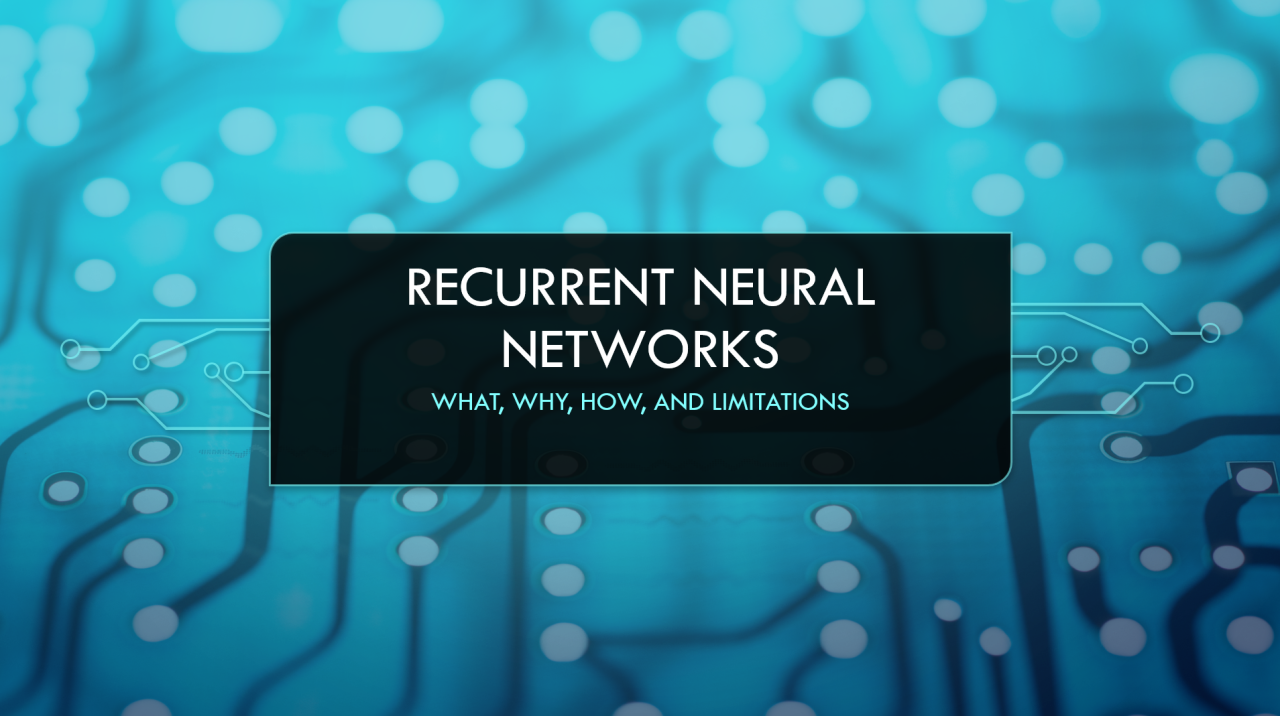 RECURRENT NEURAL
NETWORKS
WHAT, WHY, HOW, AND LIMITATIONS